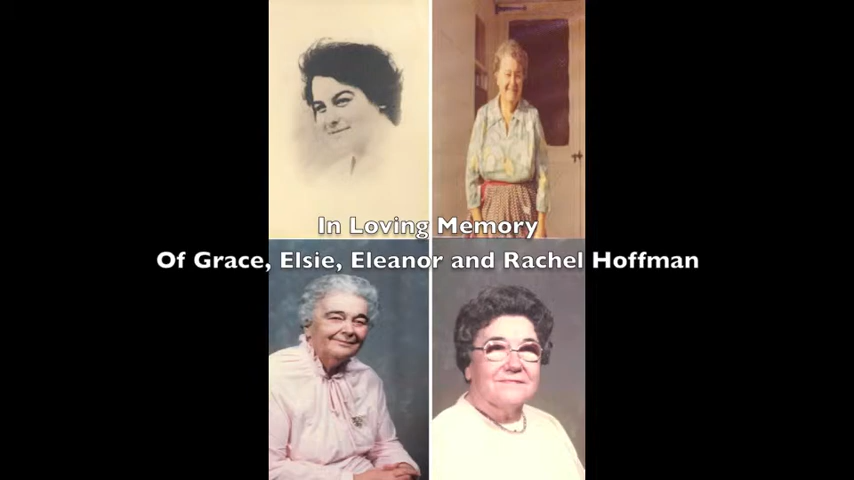 In Loving Memory
Of Grace, Elsie, Eleanor and Rachel Hoffman